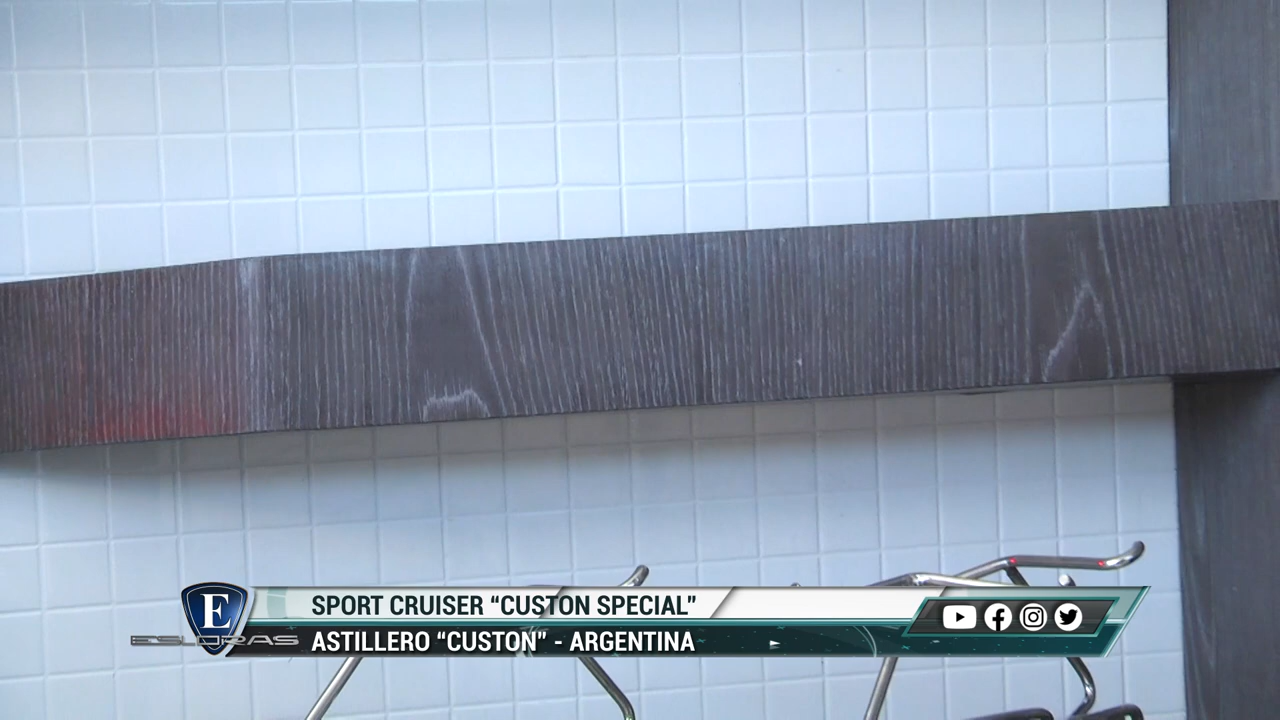 SPORT CRUISER “CUSTON SPECIAL”
E
ESLORAS
ASTILLERO “CUSTON” - ARGENTINA